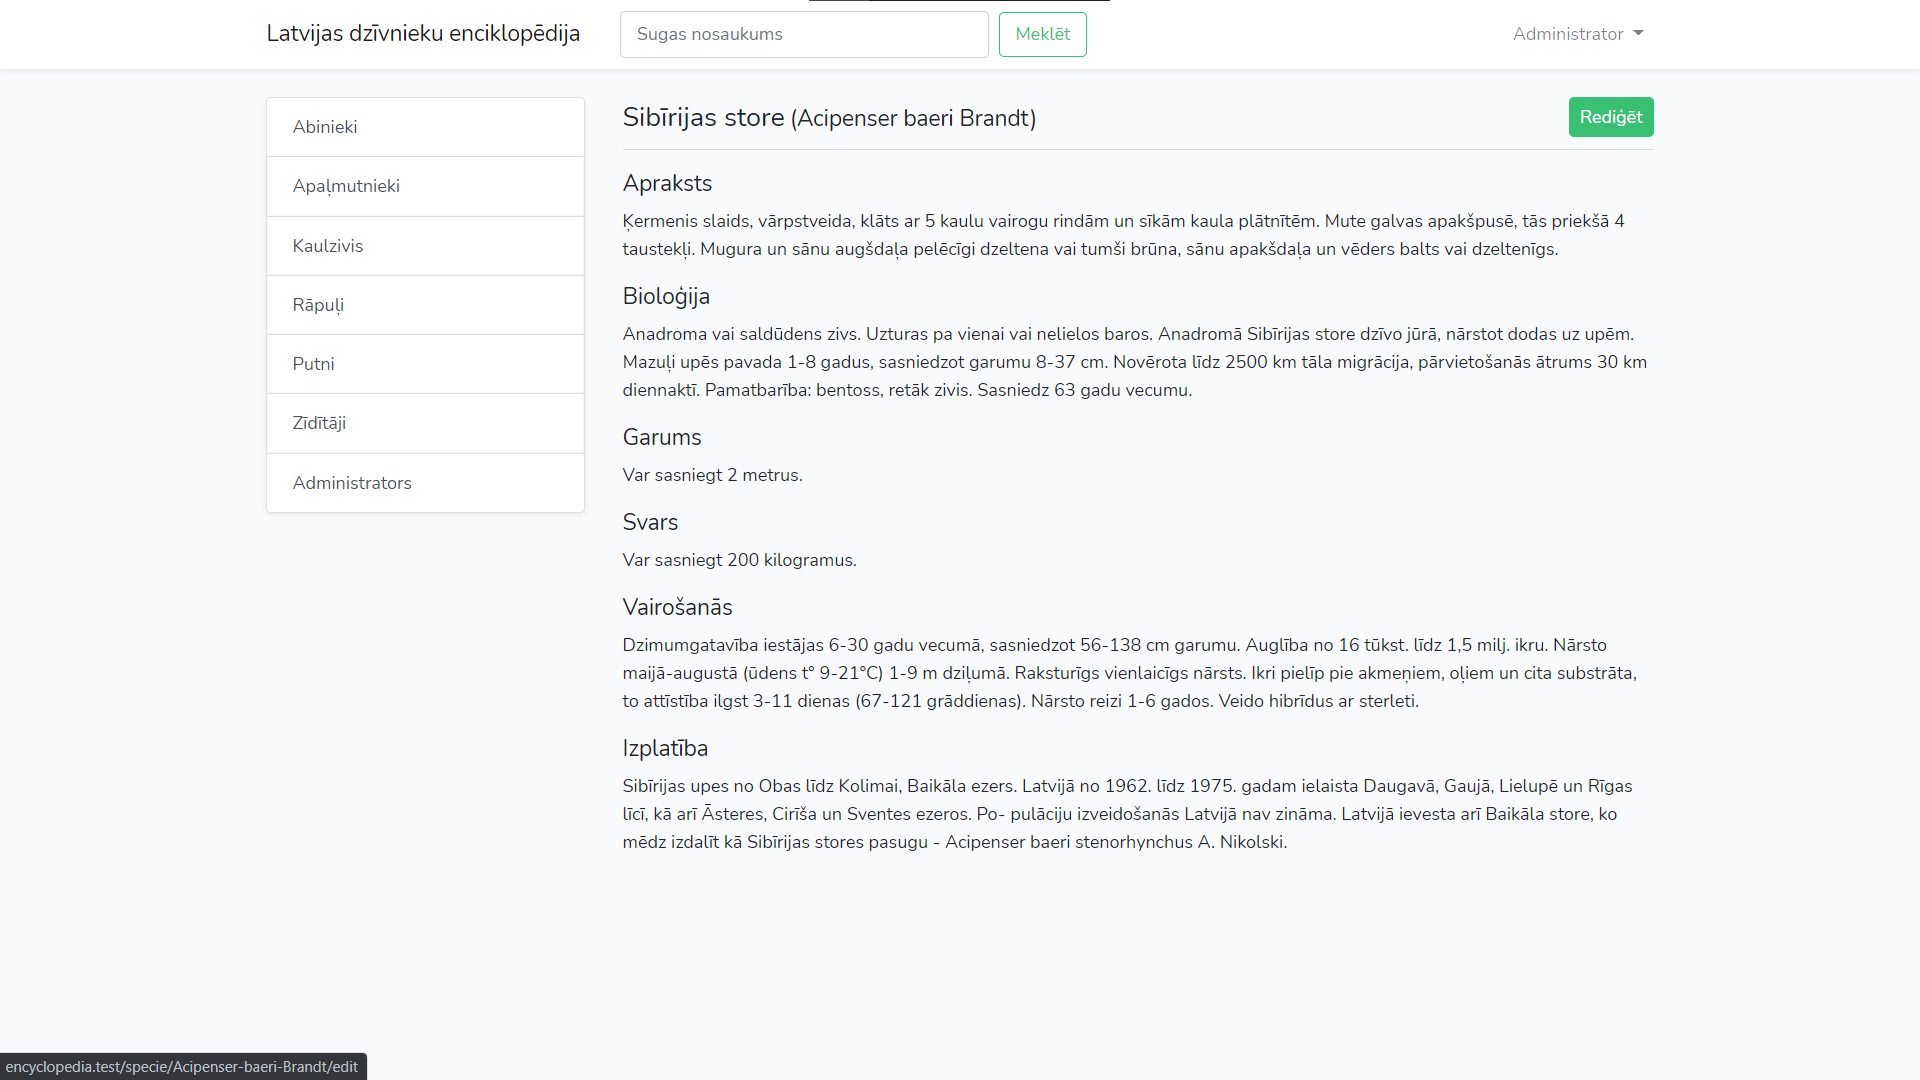 Latvijas dzīvnieku enciklopēdija
Sugas nosaukums
Meklēt
Administrator
Abinieki
Apaļmutnieki
Kaulzivis
Rāpuļi
Putni
Zīdītāji
Administrators
Sibīrijas store (Acipenser baeri Brandt)
Rediģēt
Apraksts
Ķermenis slaids, vārpstveida, klāts ar 5 kaulu vairogu rindām un sīkām kaula plātnītēm. Mute galvas apakšpusē, tās priekšā 4
taustekļi. Mugura un sānu augšdaļa pelēcīgi dzeltena vai tumši brūna, sānu apakšdaļa un vēders balts vai dzeltenīgs.
Bioloģija
Anadroma vai saldūdens zivs. Uzturas pa vienai vai nelielos baros. Anadromā Sibīrijas store dzīvo jūrā, nārstot dodas uz upēm.
Mazuļi upēs pavada 1-8 gadus, sasniedzot garumu 8-37 cm. Novērota līdz 2500 km tāla migrācija, pārvietošanās ātrums 30 km
diennaktī. Pamatbarība: bentoss, retāk zivis. Sasniedz 63 gadu vecumu.
Garums
Var sasniegt 2 metrus.
Svars
Var sasniegt 200 kilogramus.
Vairošanās
Dzimumgatavība iestājas 6-30 gadu vecumā, sasniedzot 56-138 cm garumu. Auglība no 16 tūkst. līdz 1,5 milj. ikru. Nārsto
maijā-augustā (ūdens t° 9-21°C) 1-9 m dziļumā. Raksturīgs vienlaicīgs nārsts. Ikri pielīp pie akmeņiem, oļiem un cita substrāta,
to attīstība ilgst 3-11 dienas (67-121 grāddienas). Nārsto reizi 1-6 gados. Veido hibrīdus ar sterleti.
Izplatība
Sibīrijas upes no Obas līdz Kolimai, Baikāla ezers. Latvijā no 1962. līdz 1975. gadam ielaista Daugavā, Gaujā, Lielupē un Rīgas
līcī, kā arī Āsteres, Cirīša un Sventes ezeros. Po- pulāciju izveidošanās Latvijā nav zināma. Latvijā ievesta arī Baikāla store, ko
mēdz izdalīt kā Sibīrijas stores pasugu - Acipenser baeri stenorhynchus A. Nikolski.
encyclopedia.test/specie/Acipenser-baeri-Brandt/edit